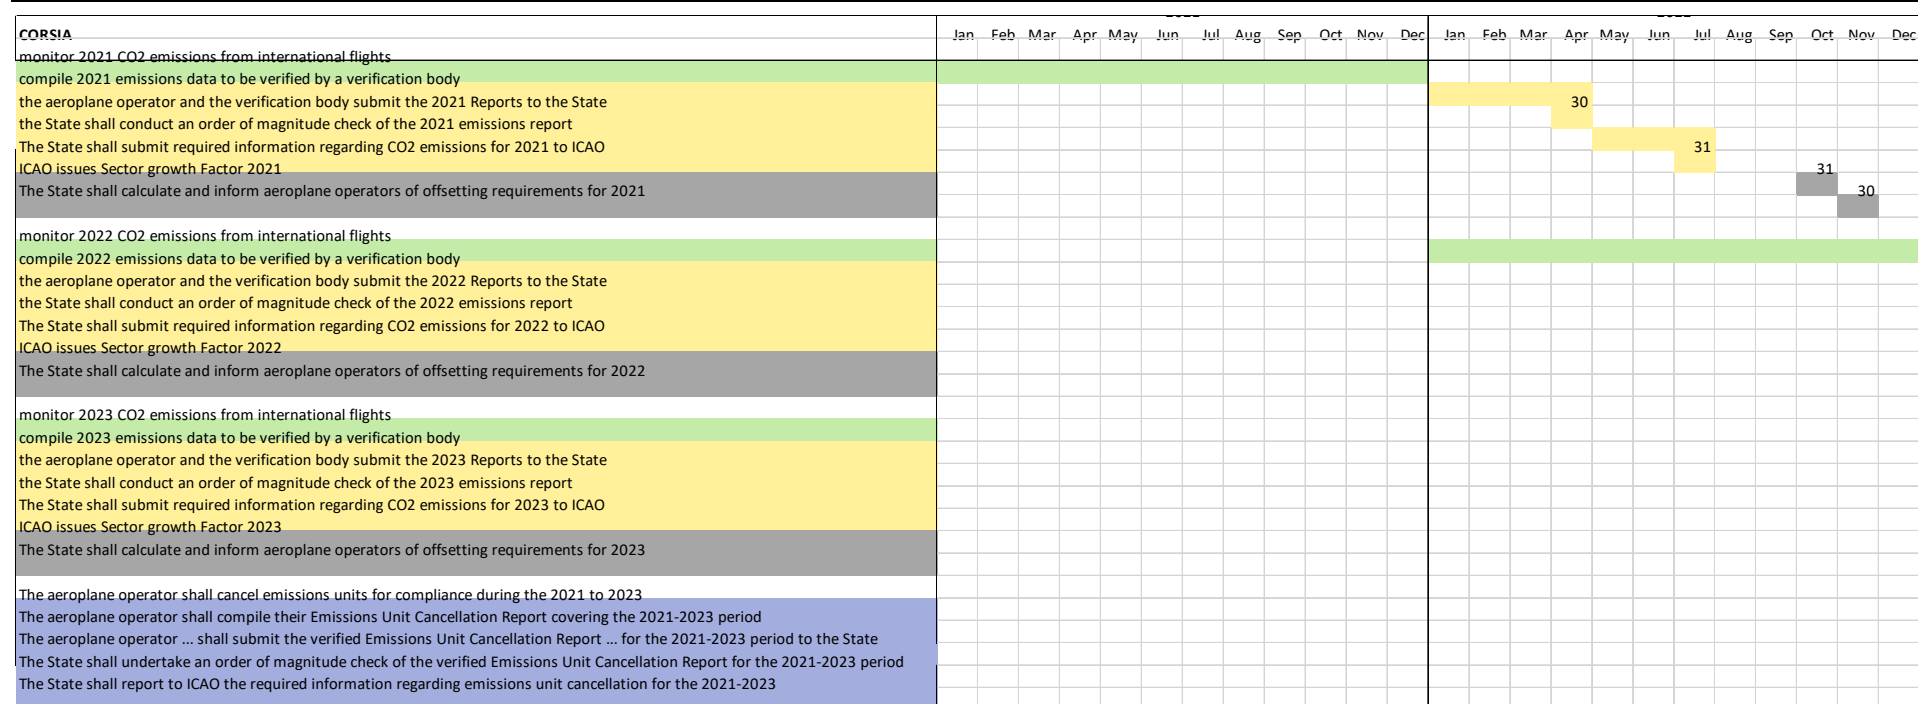 CORSIA
Jan Feb Mar Apr May Jun Jul Aug Sep Oct Nov Dec Jan Feb Mar Apr May Jun Jul Aug Sep Oct Nov Dec
monitor 2021 CO2 emissions from international flights
compile 2021 emissions data to be verified by a verification body
the aeroplane operator and the verification body submit the 2021 Reports to the State 30
the State shall conduct an order of magnitude check of the 2021 emissions report
The State shall submit required information regarding CO2 emissions for 2021 to ICAO 31
ICAO issues Sector growth Factor 2021 31
The State shall calculate and inform aeroplane operators of offsetting requirements for 2021 30
monitor 2022 CO2 emissions from international flights
compile 2022 emissions data to be verified by a verification body
the aeroplane operator and the verification body submit the 2022 Reports to the State
the State shall conduct an order of magnitude check of the 2022 emissions report
The State shall submit required information regarding CO2 emissions for 2022 to ICAO
ICAO issues Sector growth Factor 2022
The State shall calculate and inform aeroplane operators of offsetting requirements for 2022
monitor 2023 CO2 emissions from international flights
compile 2023 emissions data to be verified by a verification body
the aeroplane operator and the verification body submit the 2023 Reports to the State
the State shall conduct an order of magnitude check of the 2023 emissions report
The State shall submit required information regarding CO2 emissions for 2023 to ICAO
ICAO issues Sector growth Factor 2023
The State shall calculate and inform aeroplane operators of offsetting requirements for 2023
The aeroplane operator shall cancel emissions units for compliance during the 2021 to 2023
The aeroplane operator shall compile their Emissions Unit Cancellation Report covering the 2021-2023 period
The aeroplane operator ... shall submit the verified Emissions Unit Cancellation Report ... for the 2021-2023 period to the State
The State shall undertake an order of magnitude check of the verified Emissions Unit Cancellation Report for the 2021-2023 period
The State shall report to ICAO the required information regarding emissions unit cancellation for the 2021-2023